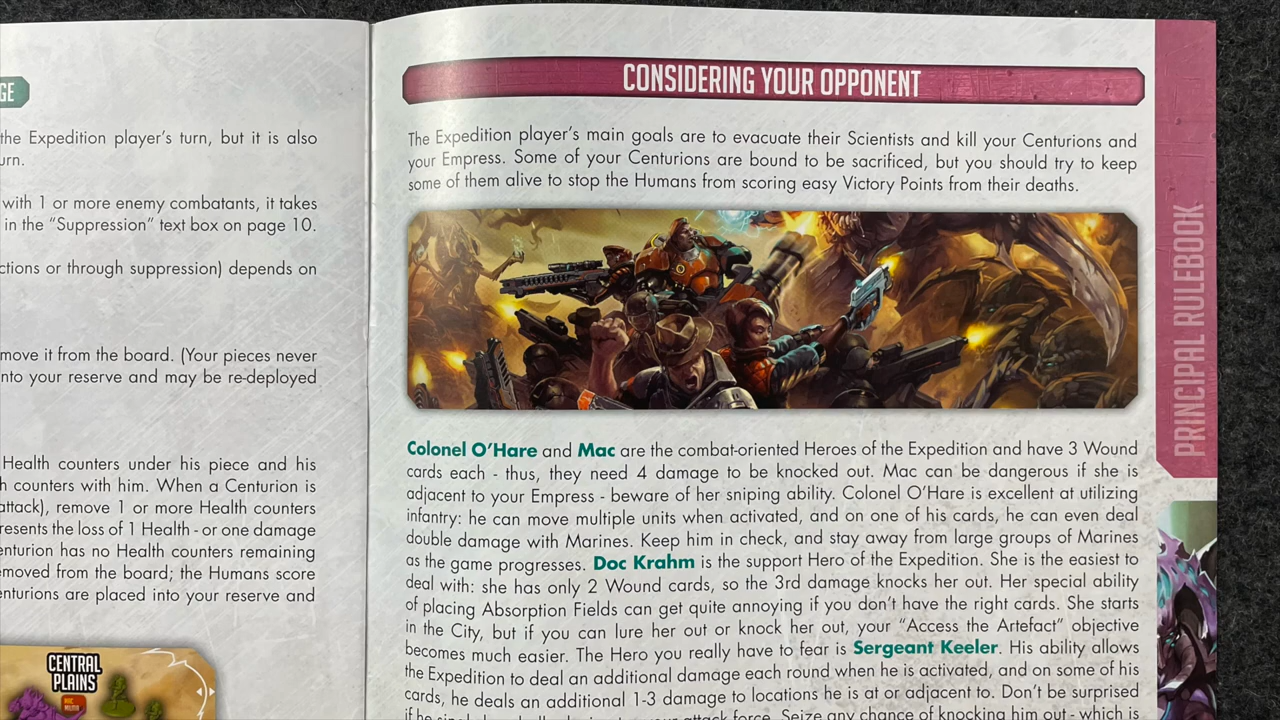 GE
the Expedition player's turn, but it is also
urn.
with 1 or more enemy combatants, it takes
in the "Suppression" text box on page 10.
ctions or through suppression) depends on
move it from the board. (Your pieces never
nto your reserve and may be re-deployed
Health counters under his piece and his
h counters with him. When a Centurion is
attack), remove 1 or more Health counters
resents the loss of 1 Health - or one damage
enturion has no Health counters remaining
emoved from the board; the Humans score
enturions are placed into your reserve and
CENTRAL
PLAINS
MAC
CONSIDERING YOUR OPPONENT
The Expedition player's main goals are to evacuate their Scientists and kill your Centurions and
your Empress. Some of your Centurions are bound to be sacrificed, but you should try to keep
some of them alive to stop the Humans from scoring easy Victory Points from their deaths.
Colonel O'Hare and Mac are the combat-oriented Heroes of the Expedition and have 3 Wound
cards each - thus, they need 4 damage to be knocked out. Mac can be dangerous if she is
adjacent to your Empress - beware of her sniping ability. Colonel O'Hare is excellent at utilizing
infantry: he can move multiple units when activated, and on one of his cards, he can even deal
double damage with Marines. Keep him in check, and stay away from large groups of Marines
as the game progresses. Doc Krahm is the support Hero of the Expedition. She is the easiest to
deal with: she has only 2 Wound cards, so the 3rd damage knocks her out. Her special ability
of placing Absorption Fields can get quite annoying if you don't have the right cards. She starts
in the City, but if you can lure her out or knock her out, your "Access the Artefact" objective
becomes much easier. The Hero you really have to fear is Sergeant Keeler. His ability allows
the Expedition to deal an additional damage each round when he is activated, and on some of his
cards, he deals an additional 1-3 damage to locations he is at or adjacent to. Don't be surprised
attack force. Seize any chance of knocking him out - which is
PRINCIPAL RULEBOOK